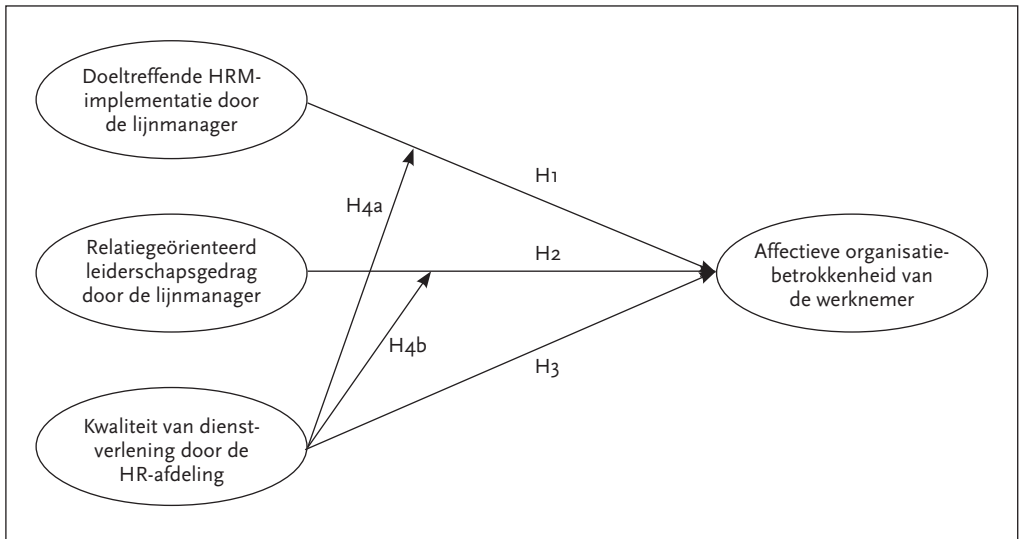 Doeltreffende HRM-
implementatie door
de lijnmanager
H1
H4a
Relatiegeörienteerd
leiderschapsgedrag
door de lijnmanager
H2
Affectieve organisatie-
betrokkenheid van
de werknemer
H4b
H3
Kwaliteit van dienst-
verlening door de
HR-afdeling